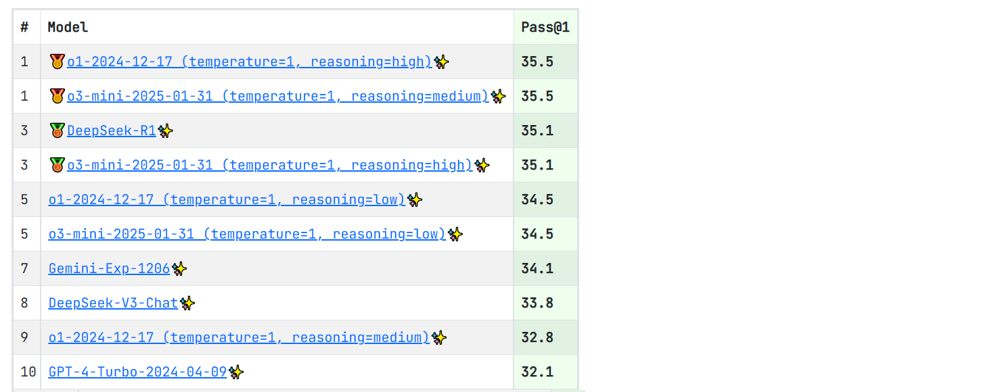 # Model Pass@1
1 🥇o1-2024-12-17 (temperature=1, reasoning=high)✨ 35.5
1 🥇o3-mini-2025-01-31 (temperature=1, reasoning=medium)✨ 35.5
3 🥉DeepSeek-R1✨ 35.1
3 🥉o3-mini-2025-01-31 (temperature=1, reasoning=high)✨ 35.1
5 o1-2024-12-17 (temperature=1, reasoning=low)✨ 34.5
5 o3-mini-2025-01-31 (temperature=1, reasoning=low)✨ 34.5
7 Gemini-Exp-1206✨ 34.1
8 DeepSeek-V3-Chat✨ 33.8
9 o1-2024-12-17 (temperature=1, reasoning=medium)✨ 32.8
10 GPT-4-Turbo-2024-04-09✨ 32.1